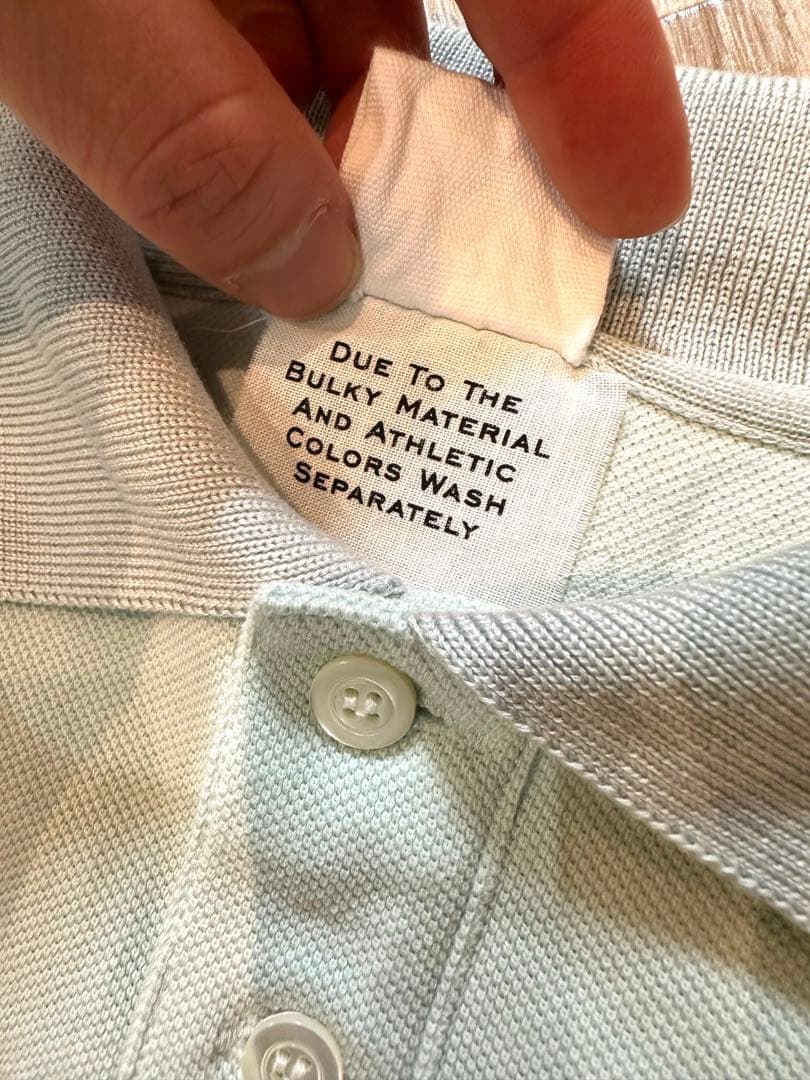 Due To The
Bulky Material
And Athletic
Colors Wash
Separately